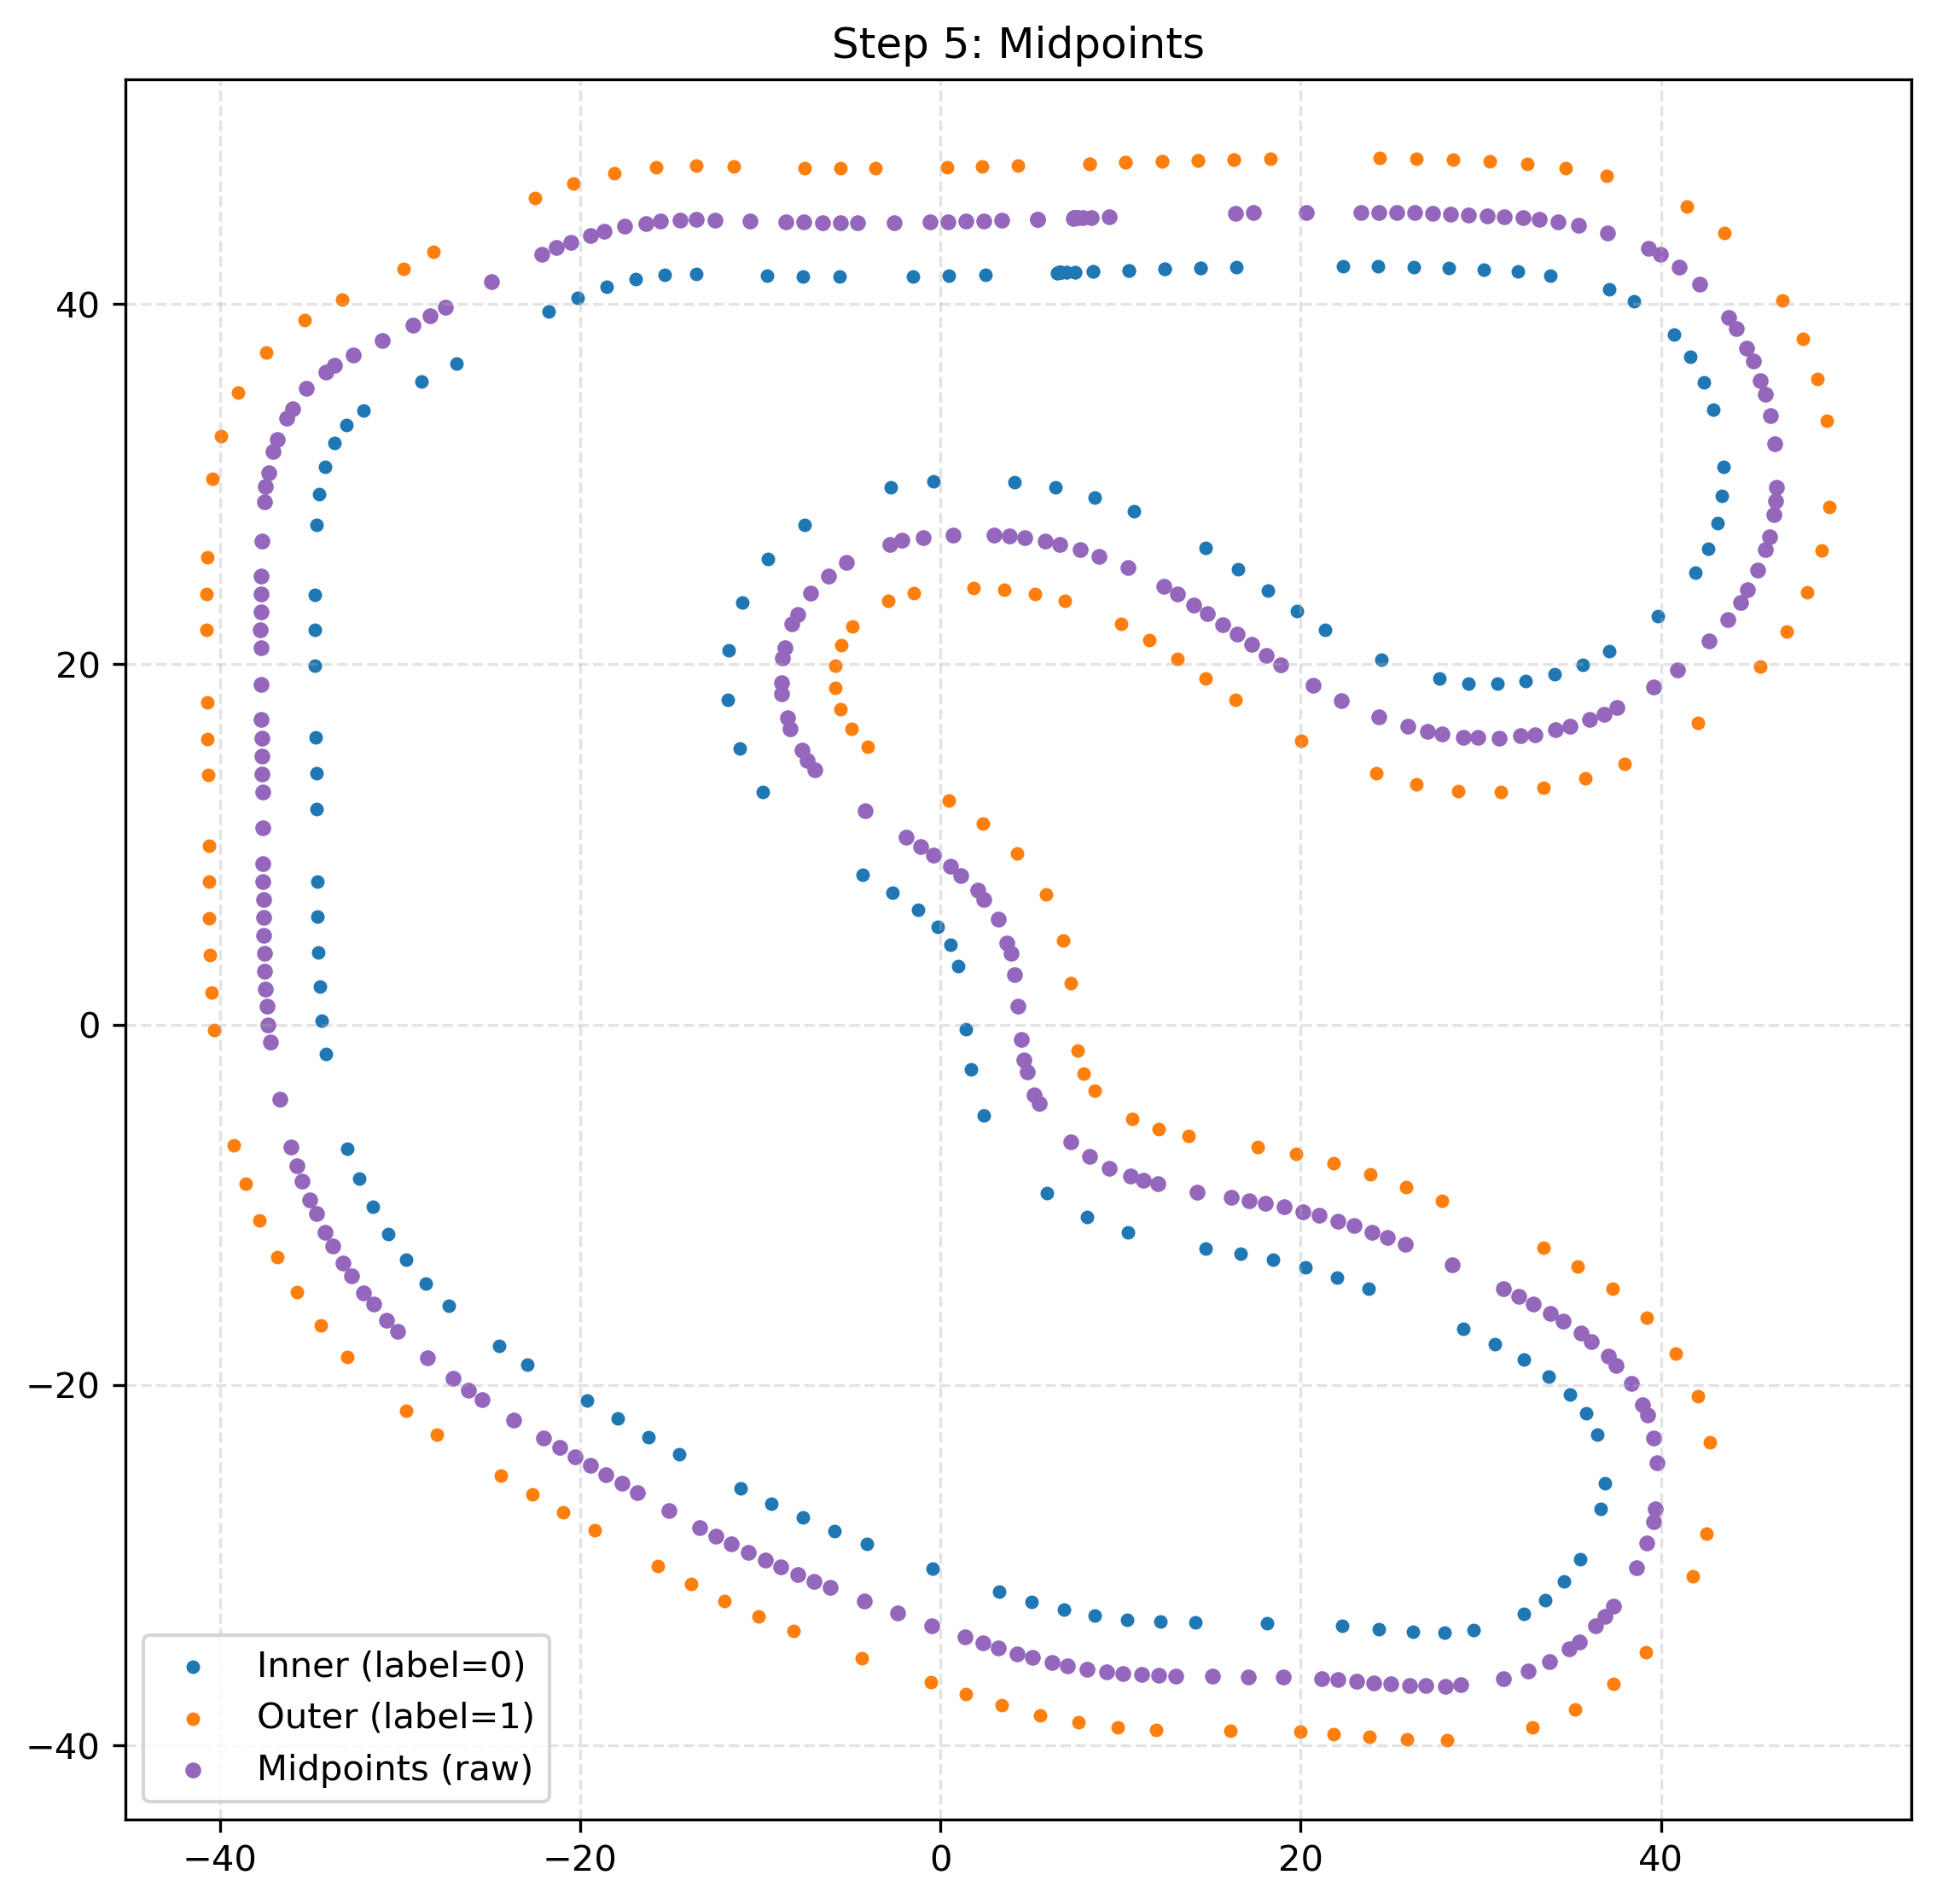 Step 5: Midpoints
40
20
0
−20
−40
Inner (label=0)
Outer (label=1)
Midpoints (raw)
−40 −20 0 20 40